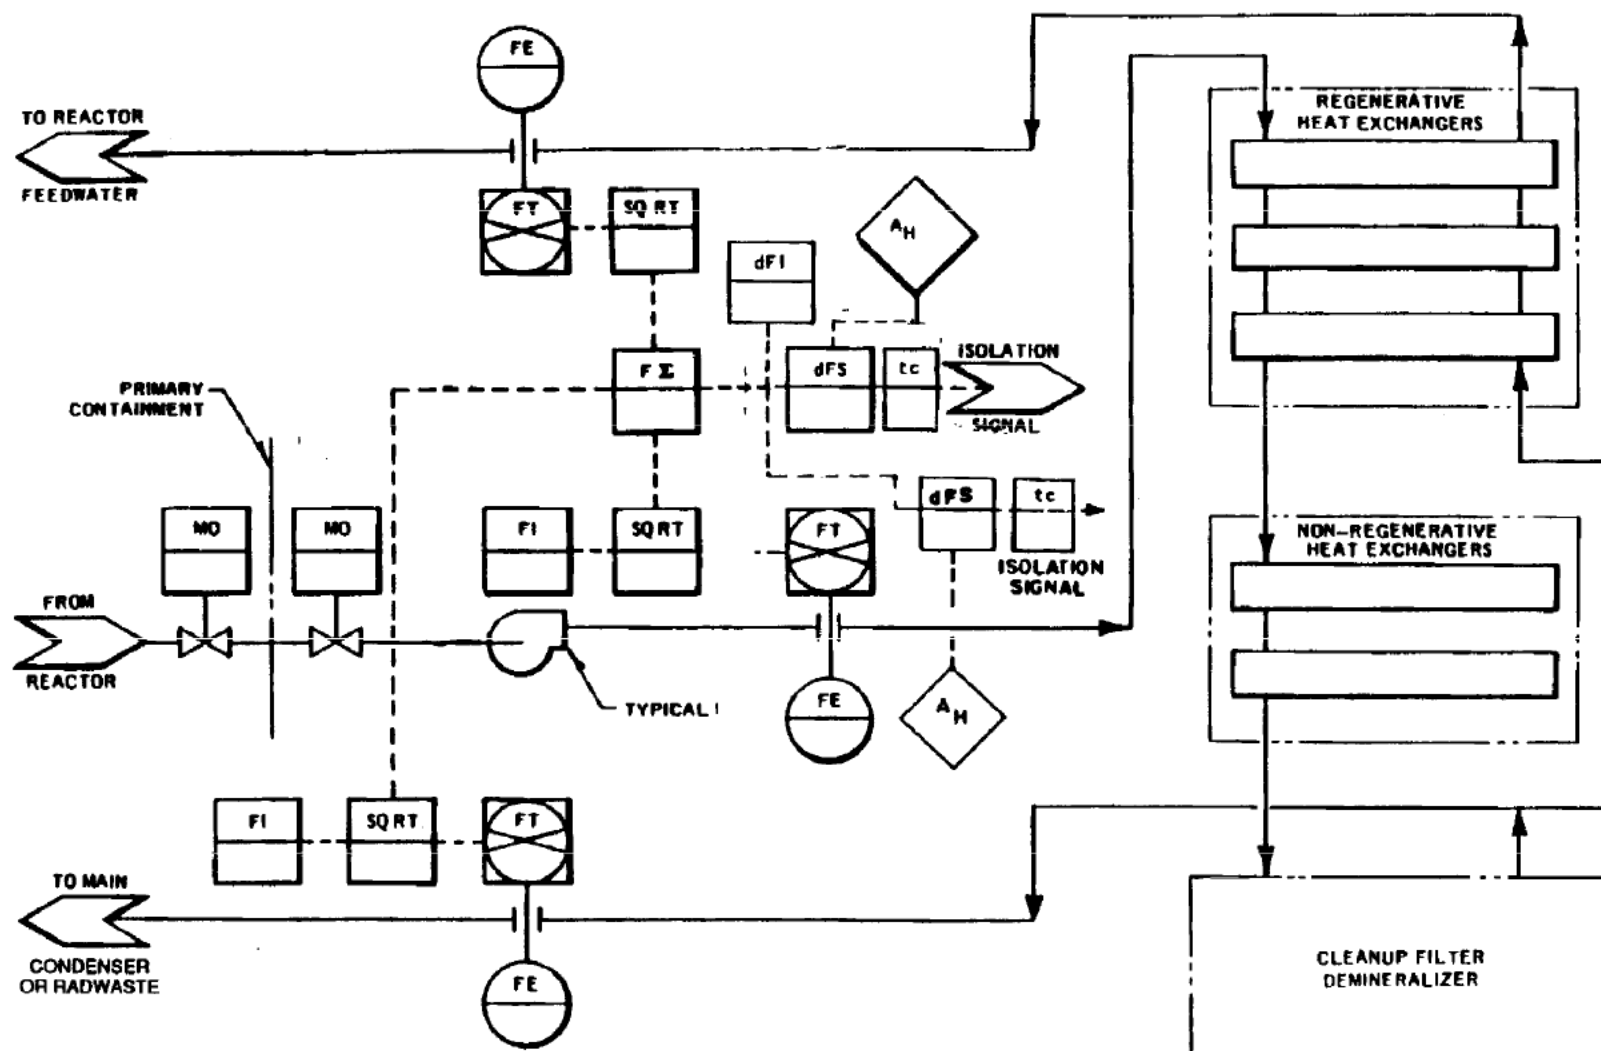 FE
TO REACTOR
FEEDWATER
FT
SQ RT
dFI
AH
REGENERATIVE
HEAT EXCHANGERS
FΣ
dFS
tc
ISOLATION
SIGNAL
PRIMARY
CONTAINMENT
MO
MO
FI
SQ RT
FT
dFS
tc
ISOLATION
SIGNAL
NON-REGENERATIVE
HEAT EXCHANGERS
FROM
REACTOR
TYPICAL
FE
AH
FI
SQ RT
FT
TO MAIN
CONDENSER
OR RADWASTE
FE
CLEANUP FILTER
DEMINERALIZER